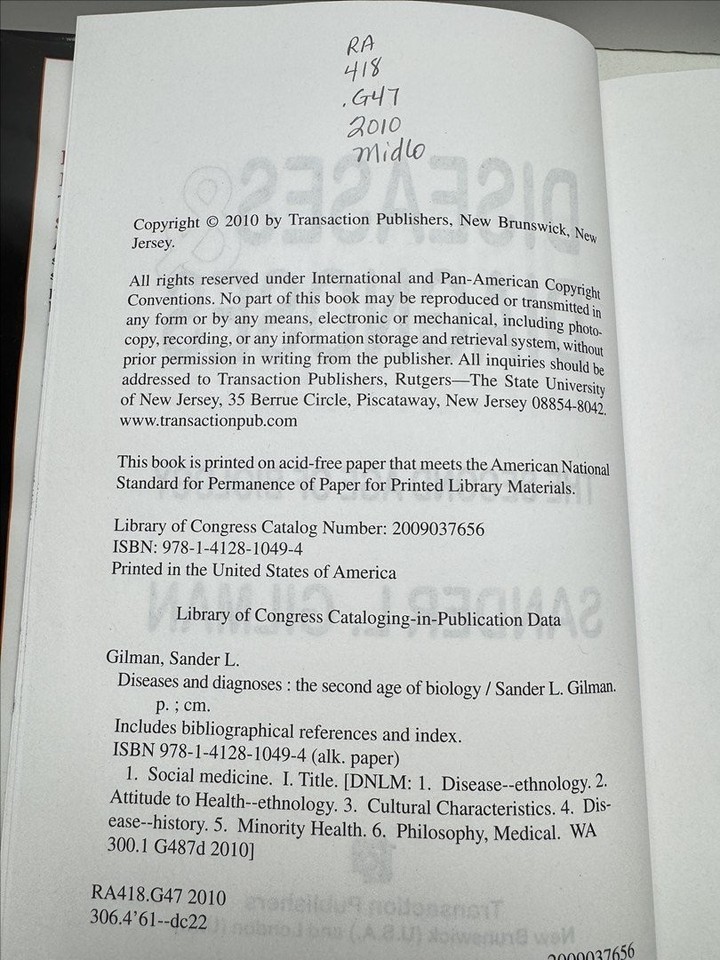 RA
418
.G47
2010
Midlo
Copyright © 2010 by Transaction Publishers, New Brunswick, New
Jersey.
All rights reserved under International and Pan-American Copyright
Conventions. No part of this book may be reproduced or transmitted in
any form or by any means, electronic or mechanical, including photo-
copy, recording, or any information storage and retrieval system, without
prior permission in writing from the publisher. All inquiries should be
addressed to Transaction Publishers, Rutgers—The State University
of New Jersey, 35 Berrue Circle, Piscataway, New Jersey 08854-8042.
www.transactionpub.com
This book is printed on acid-free paper that meets the American National
Standard for Permanence of Paper for Printed Library Materials.
Library of Congress Catalog Number: 2009037656
ISBN: 978-1-4128-1049-4
Printed in the United States of America
Library of Congress Cataloging-in-Publication Data
Gilman, Sander L.
Diseases and diagnoses : the second age of biology / Sander L. Gilman.
p. ; cm.
Includes bibliographical references and index.
ISBN 978-1-4128-1049-4 (alk. paper)
1. Social medicine. I. Title. [DNLM: 1. Disease--ethnology. 2.
Attitude to Health--ethnology. 3. Cultural Characteristics. 4. Dis-
ease--history. 5. Minority Health. 6. Philosophy, Medical. WA
300.1 G487d 2010]
RA418.G47 2010
306.4'61--dc22
2009037656